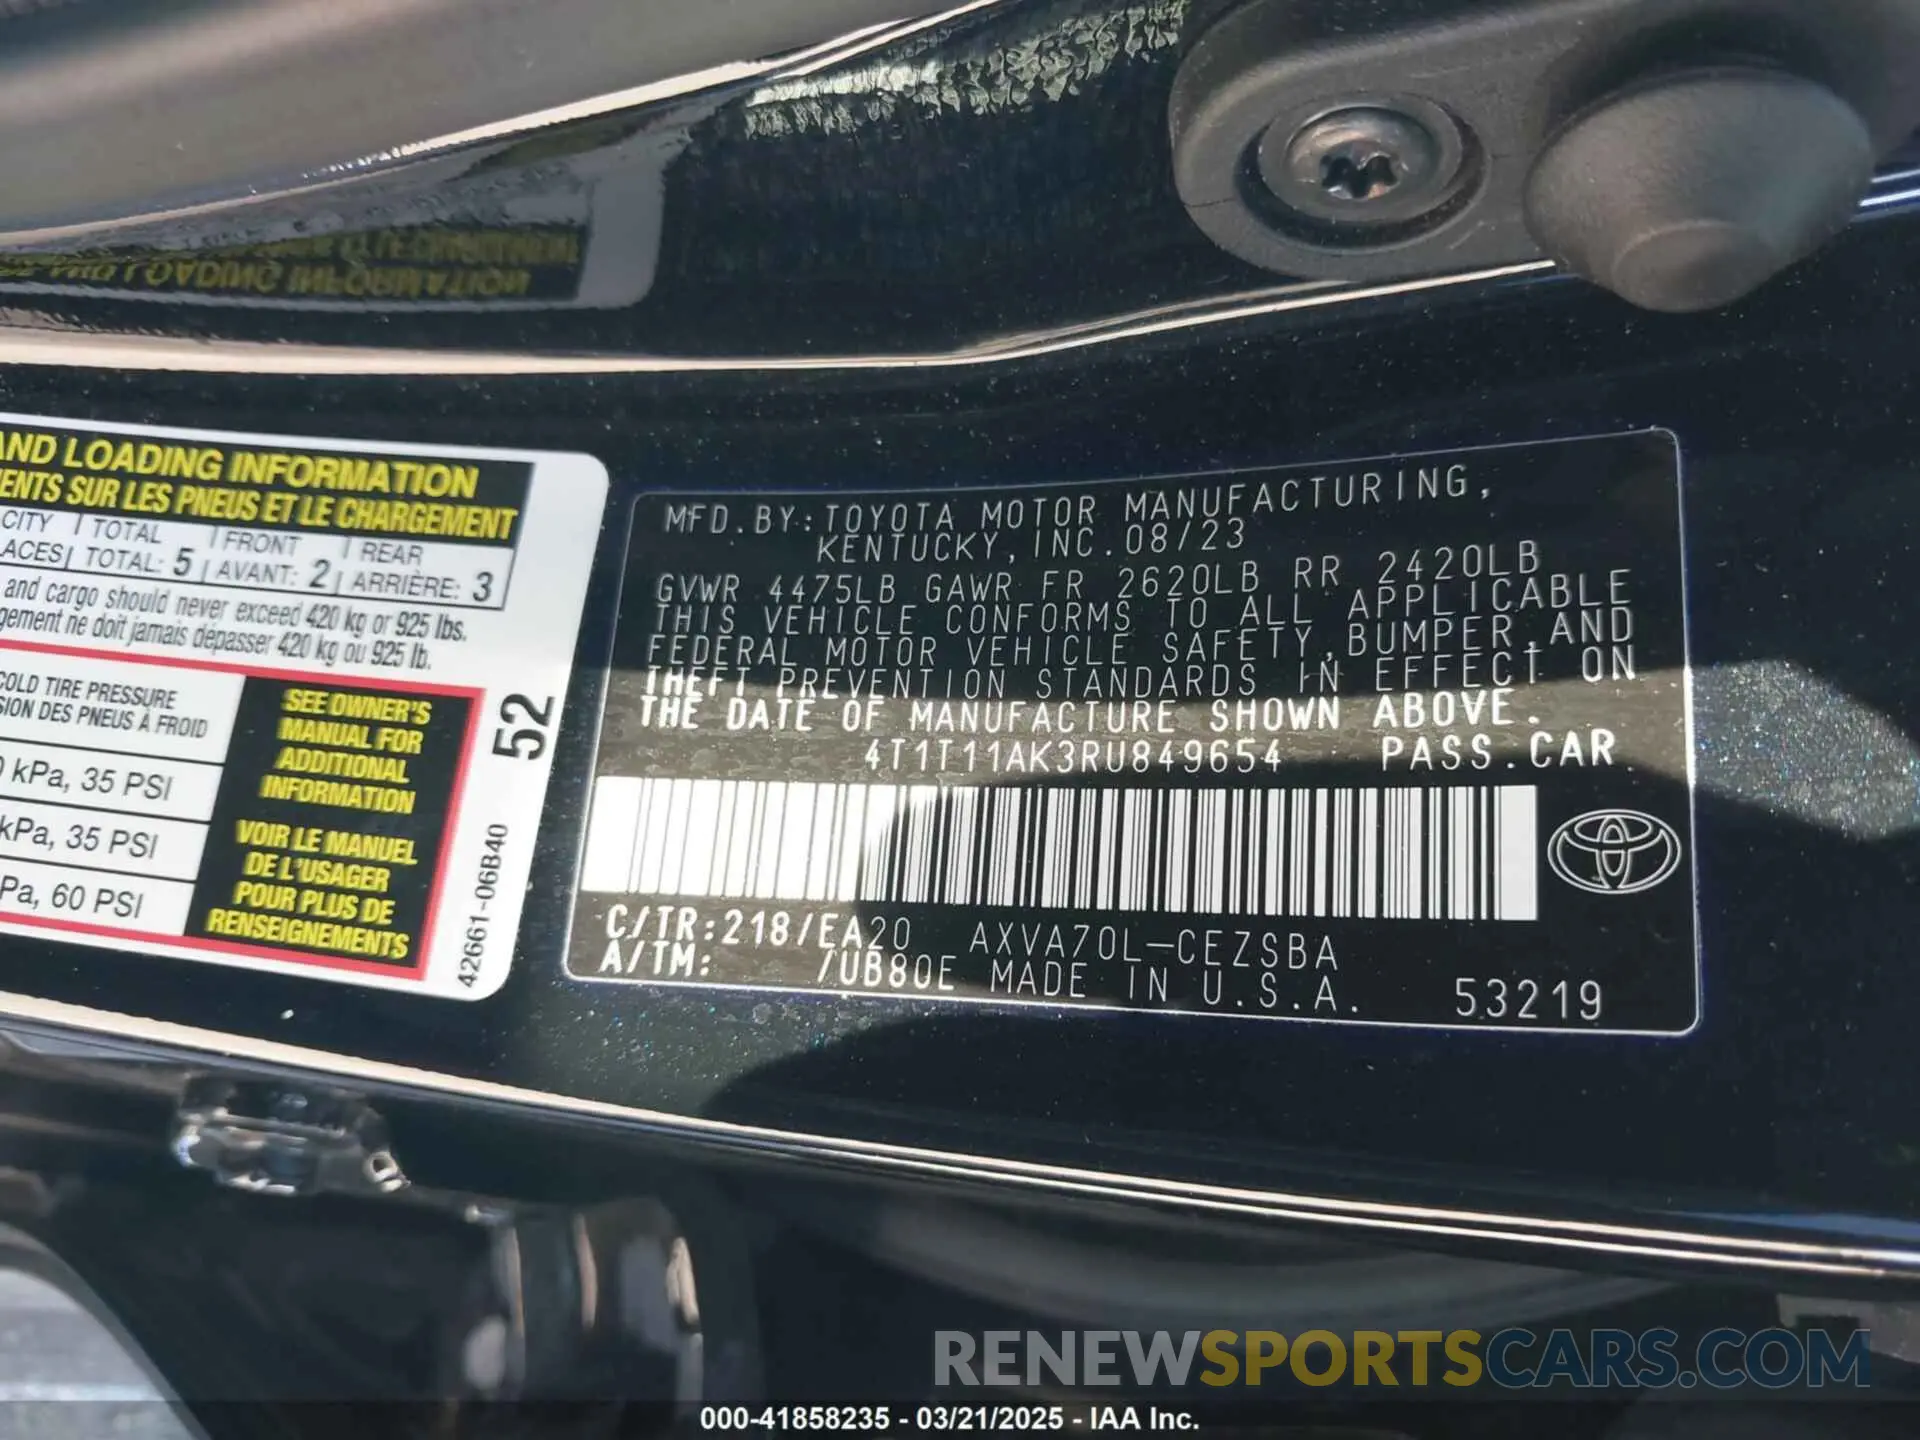 AND LOADING INFORMATION
SUR LES PNEUS ET LE CHARGEMENT
CITY TOTAL FRONT REAR
TOTAL: 5 AVANT: 2 ARRIÈRE: 3
and cargo should never exceed 420 kg or 925 lbs.
ne doit jamais dépasser 420 kg ou 925 lb.
COLD TIRE PRESSURE
DES PNEUS À FROID
kPa, 35 PSI
kPa, 35 PSI
60 PSI
SEE OWNER'S
MANUAL FOR
ADDITIONAL
INFORMATION
VOIR LE MANUEL
DE L'USAGER
POUR PLUS DE
RENSEIGNEMENTS
52
42661-06B40
MFD. BY: TOYOTA MOTOR MANUFACTURING,
KENTUCKY, INC. 08/23
GVWR 4475LB GAWR FR 2620LB RR 2420LB
THIS VEHICLE CONFORMS TO ALL APPLICABLE
FEDERAL MOTOR VEHICLE SAFETY, BUMPER, AND
THEFT PREVENTION STANDARDS IN EFFECT ON
THE DATE OF MANUFACTURE SHOWN ABOVE.
4T1T11AK3RU849654 PASS. CAR
C/TR: 218/EA20 AXVA70L-CEZSBA
A/TM: /UB80E MADE IN U.S.A. 53219
RENEWSPORTSCARS.COM
000-41858235 - 03/21/2025 - IAA Inc.